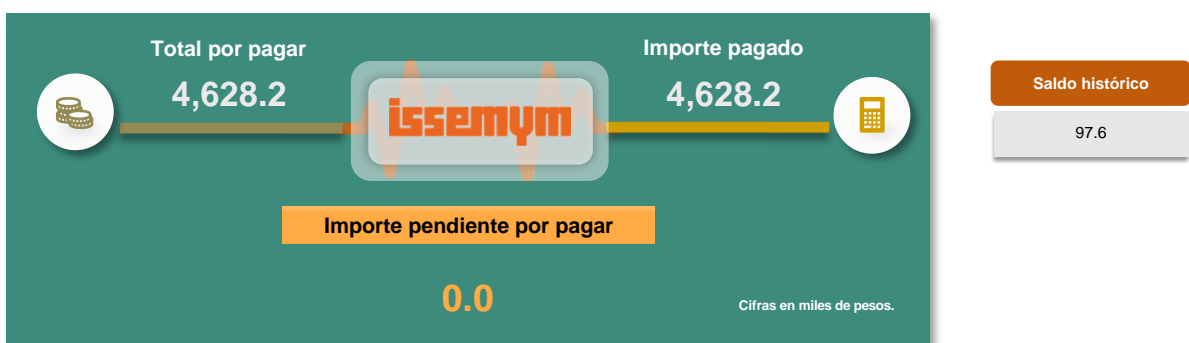 Total por pagar
4,628.2
issemym
Importe pagado
4,628.2
Importe pendiente por pagar
0.0
Cifras en miles de pesos.
Saldo histórico
97.6